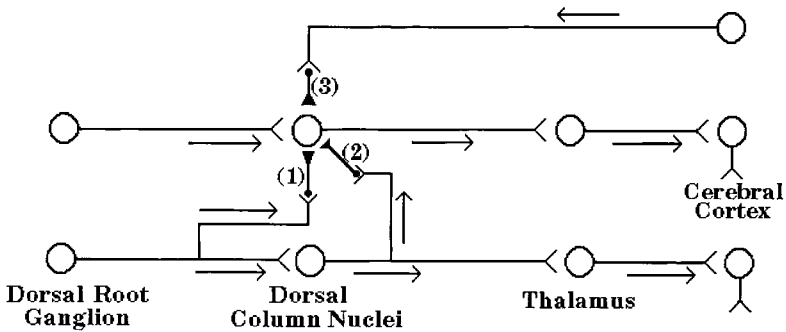 (3)
(1)
(2)
Cerebral
Cortex
Dorsal Root
Ganglion
Dorsal
Column Nuclei
Thalamus